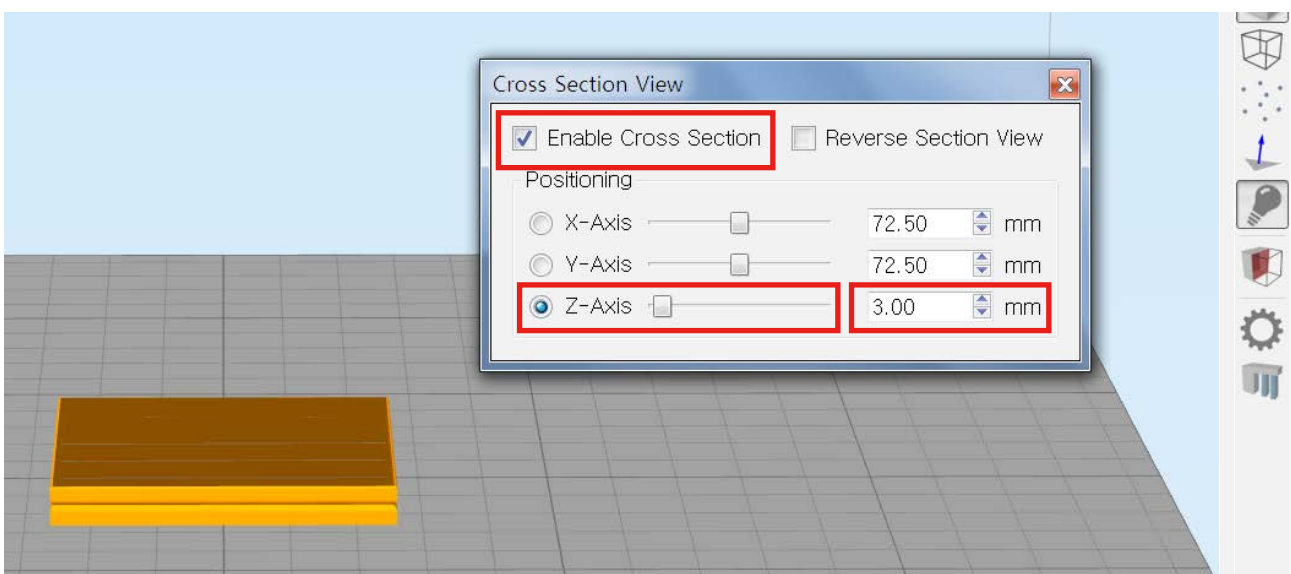 Cross Section View
Enable Cross Section Reverse Section View
Positioning
X-Axis 72.50 mm
Y-Axis 72.50 mm
Z-Axis 3.00 mm